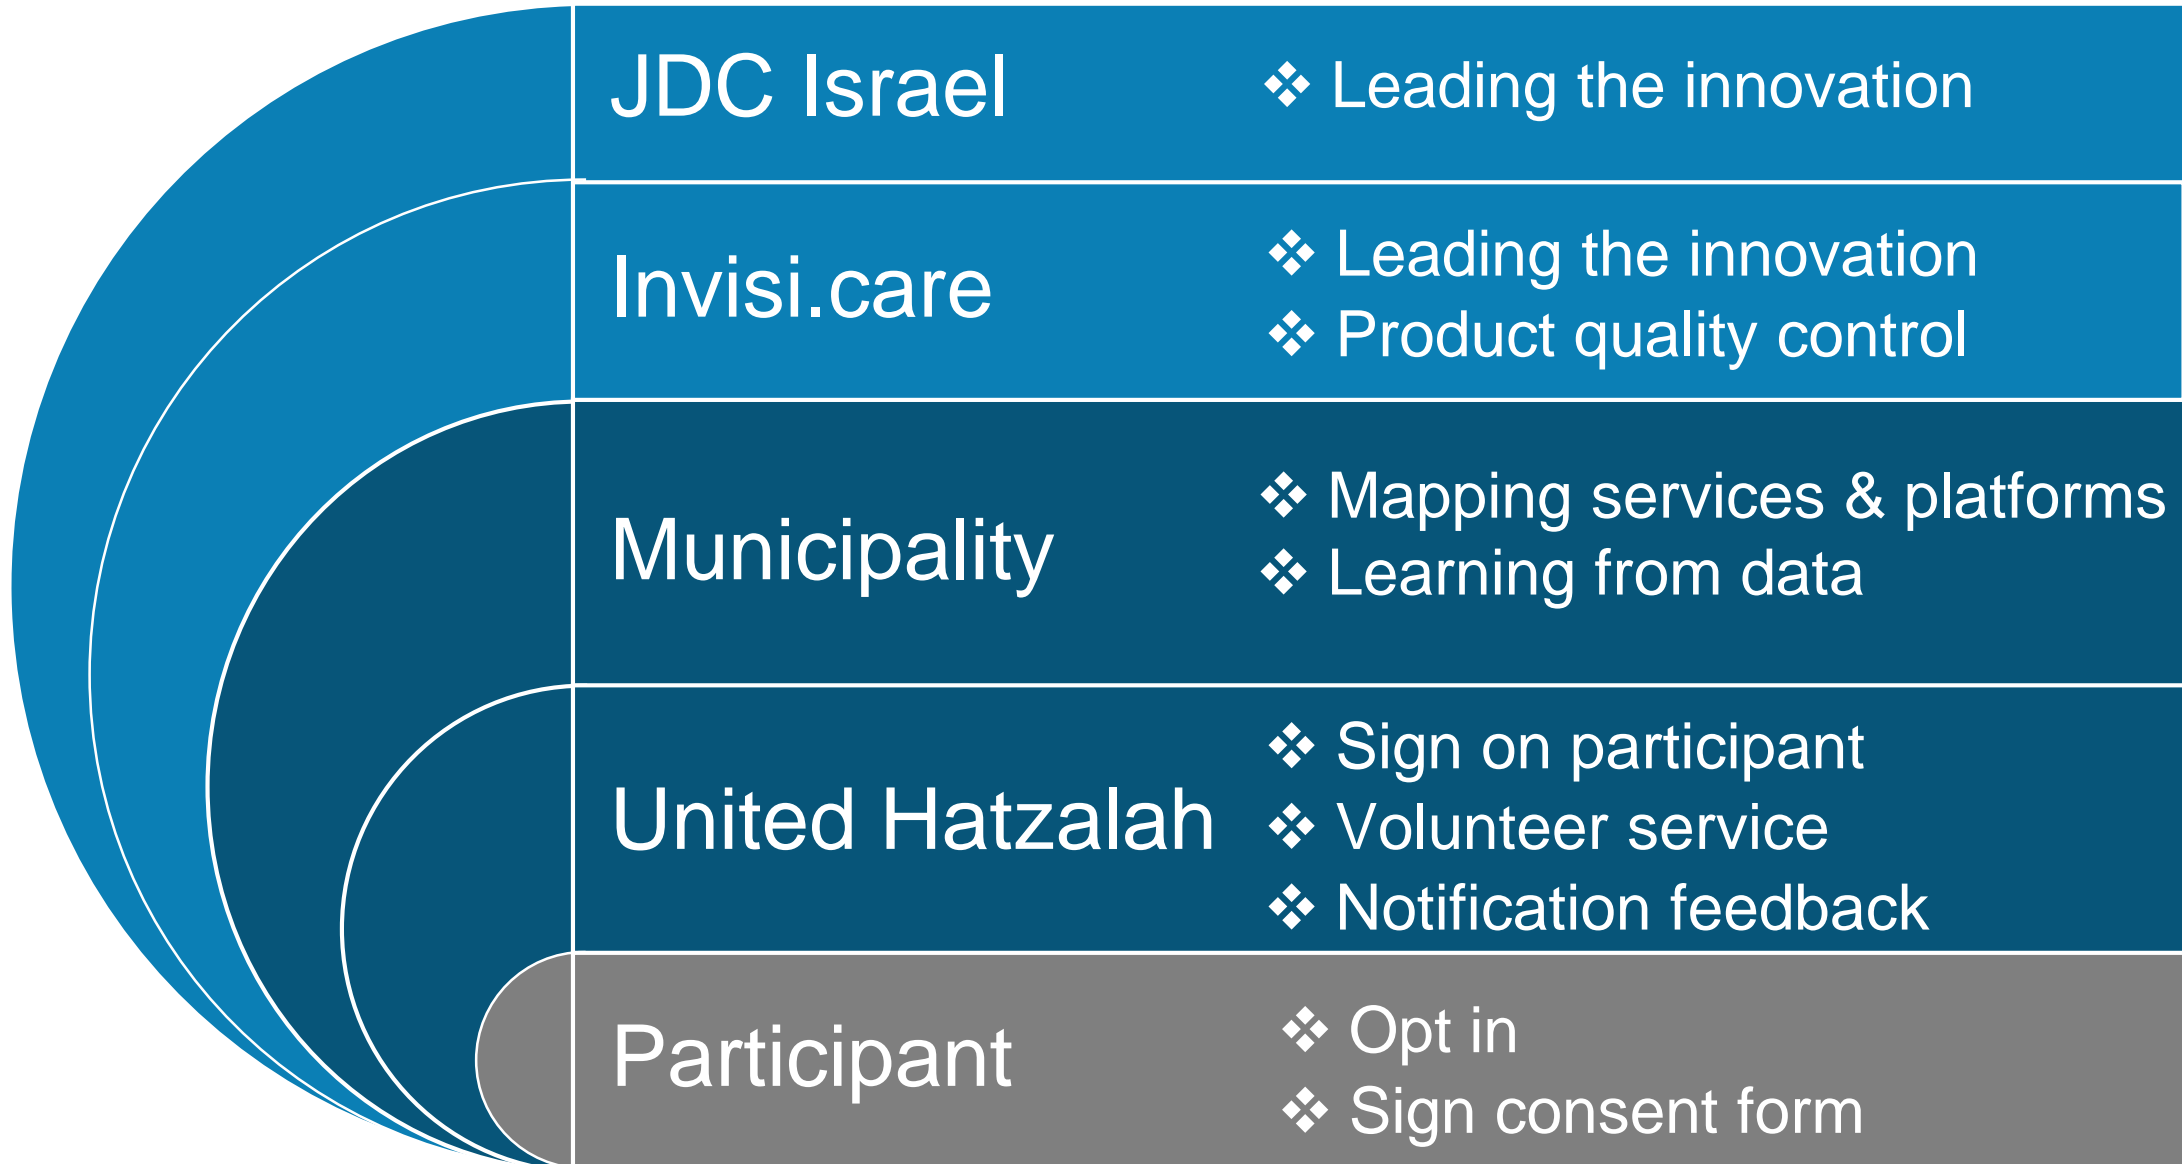 JDC Israel
❖ Leading the innovation
Invisi.care
❖ Leading the innovation
❖ Product quality control
Municipality
❖ Mapping services & platforms
❖ Learning from data
United Hatzalah
❖ Sign on participant
❖ Volunteer service
❖ Notification feedback
Participant
❖ Opt in
❖ Sign consent form